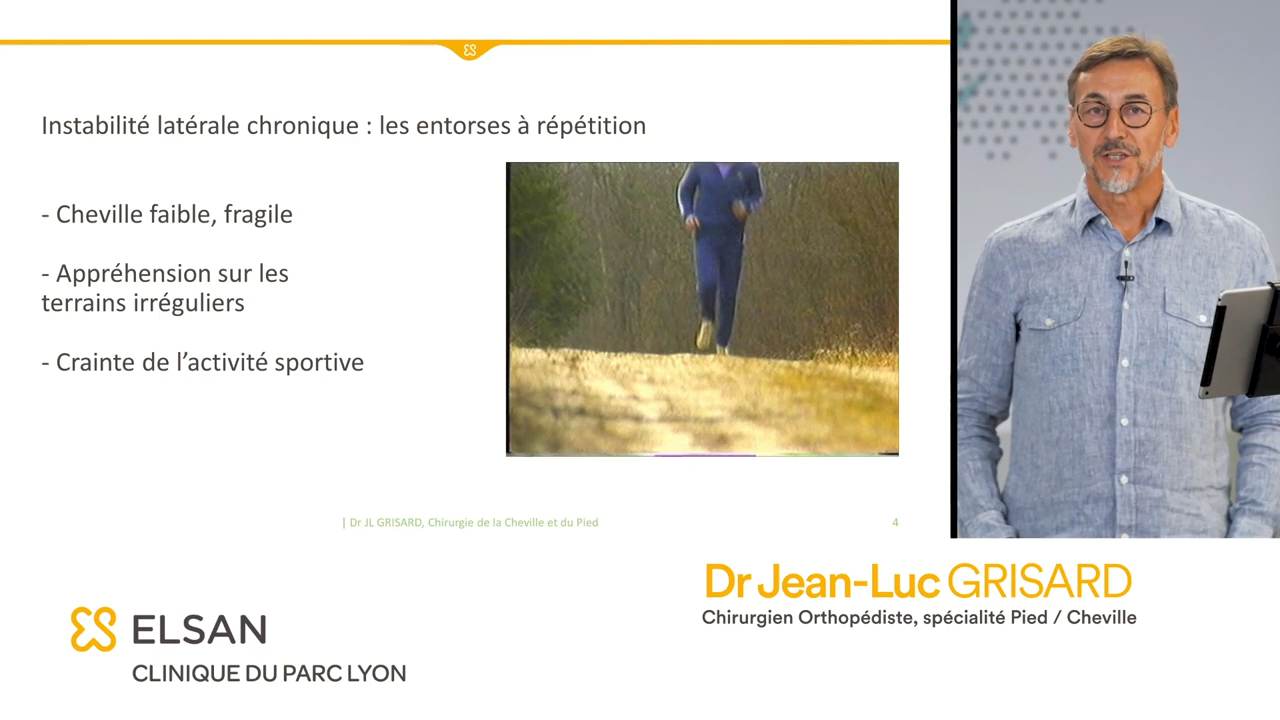 Instabilité latérale chronique : les entorses à répétition
- Cheville faible, fragile
- Appréhension sur les
terrains irréguliers
- Crainte de l’activité sportive
| Dr JL GRISARD, Chirurgie de la Cheville et du Pied
4
Dr Jean-Luc GRISARD
Chirurgien Orthopédiste, spécialité Pied / Cheville
ELSAN
CLINIQUE DU PARC LYON